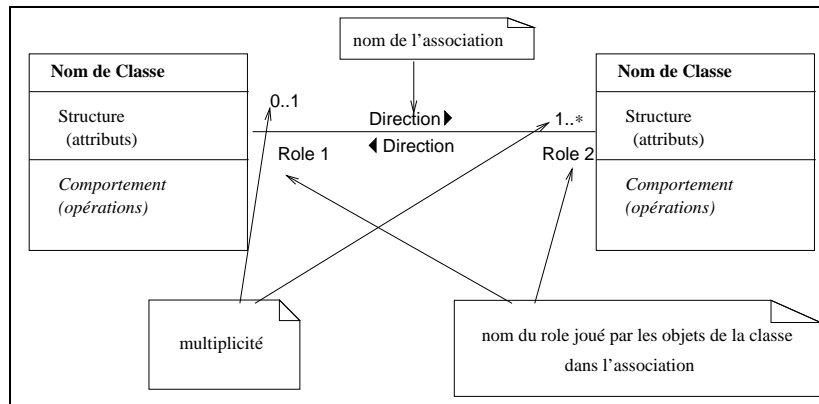 nom de l'association
Nom de Classe
Structure
(attributs)
Comportement
(opérations)
0..1
Direction
Direction
1..*
Role 1
Role 2
Nom de Classe
Structure
(attributs)
Comportement
(opérations)
multiplicité
nom du role joué par les objets de la classe
dans l'association